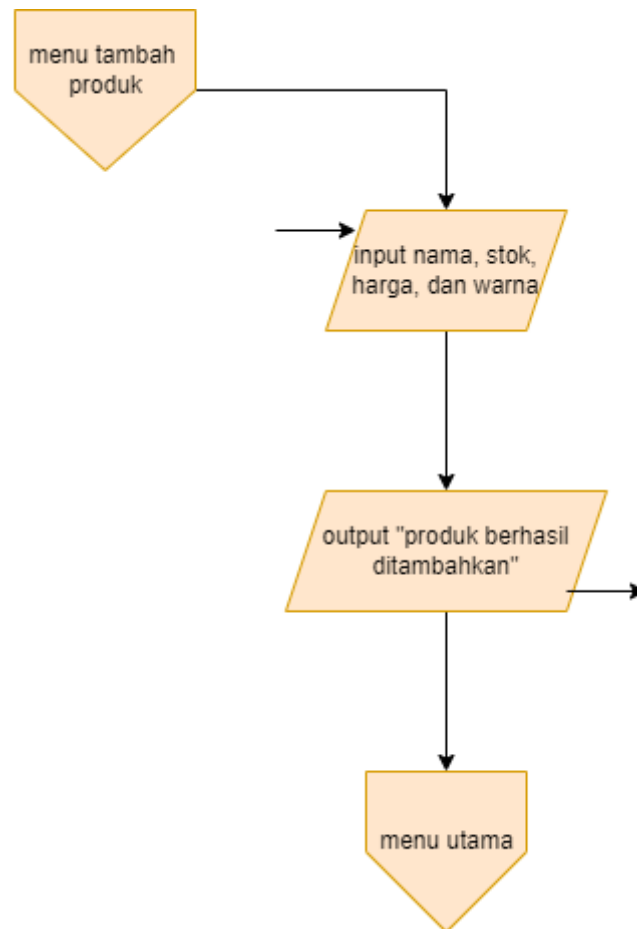 menu tambah
produk
input nama, stok,
harga, dan warna
output "produk berhasil
ditambahkan"
menu utama